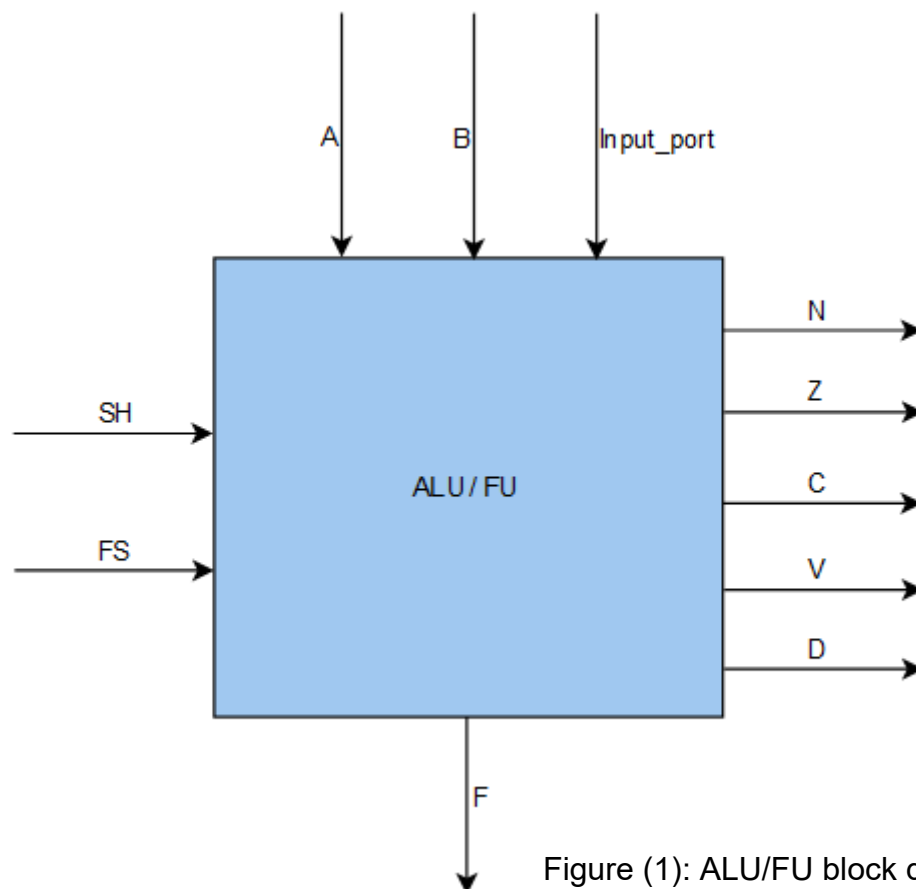 A
B
Input_port
N
Z
SH
C
ALU / FU
FS
V
D
F
Figure (1): ALU/FU block